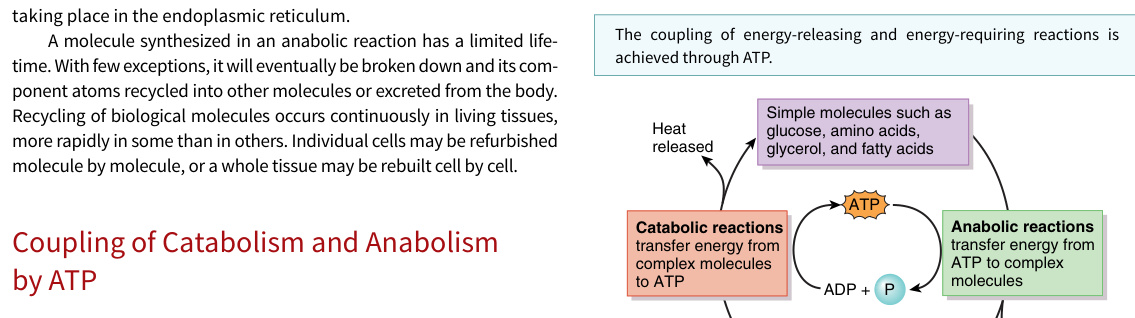 taking place in the endoplasmic reticulum.
A molecule synthesized in an anabolic reaction has a limited life-
time. With few exceptions, it will eventually be broken down and its com-
ponent atoms recycled into other molecules or excreted from the body.
Recycling of biological molecules occurs continuously in living tissues,
more rapidly in some than in others. Individual cells may be refurbished
molecule by molecule, or a whole tissue may be rebuilt cell by cell.
Coupling of Catabolism and Anabolism
by ATP
The coupling of energy-releasing and energy-requiring reactions is
achieved through ATP.
Simple molecules such as
glucose, amino acids,
glycerol, and fatty acids
Heat
released
ATP
Catabolic reactions
transfer energy from
complex molecules
to ATP
Anabolic reactions
transfer energy from
ATP to complex
molecules
ADP + P